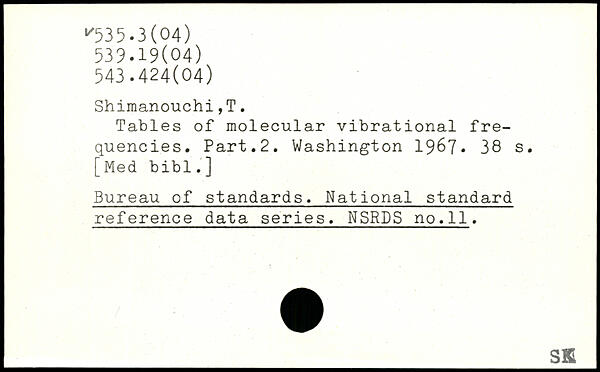 ✓535.3(04)
539.19(04)
543.424(04)
Shimanouchi,T.
Tables of molecular vibrational fre-
quencies. Part.2. Washington 1967. 38 s.
[Med bibl.]
Bureau of standards. National standard
reference data series. NSRDS no.11.